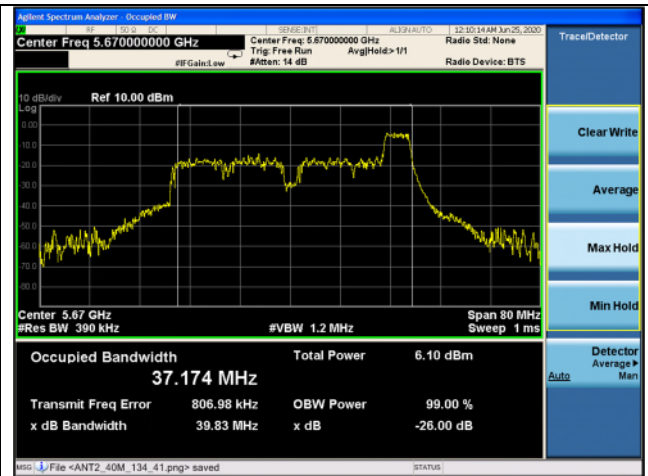 Agilent Spectrum Analyzer - Occupied BW
RF 50 Ω DC SENSE:INT ALIGN AUTO 12:10:14 AM Jun 25, 2020
Center Freq 5.670000000 GHz
Center Freq: 5.670000000 GHz
Radio Std: None
Trig: Free Run Avg|Hold:>1/1
#IFGain:Low #Atten: 14 dB Radio Device: BTS
Trace/Detector
10 dB/div Ref 10.00 dBm
Log
0.00
-10.0
-20.0
-30.0
-40.0
-50.0
-60.0
-80.0
Center 5.67 GHz Span 80 MHz
#Res BW 390 kHz #VBW 1.2 MHz Sweep 1 ms
Occupied Bandwidth Total Power 6.10 dBm
37.174 MHz
Transmit Freq Error 806.98 kHz OBW Power 99.00 %
x dB Bandwidth 39.83 MHz x dB -26.00 dB
Clear Write
Average
Max Hold
Min Hold
Detector
Average▶
Auto Man
MSG File <ANT2_40M_134_41.png> saved STATUS